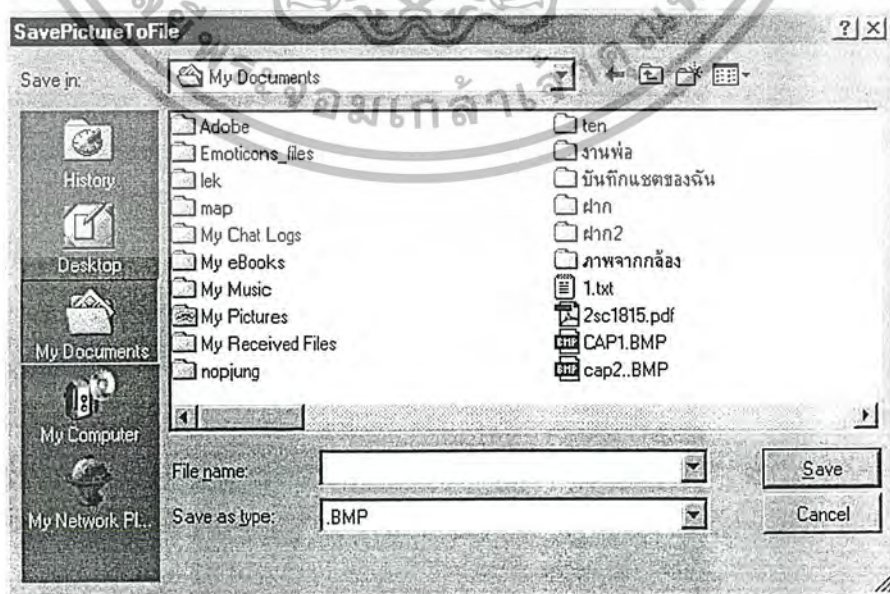 SavePictureToFile
Save in:
My Documents
History
Desktop
My Documents
My Computer
My Network Pl...
Adobe
Emoticons_files
lek
map
My Chat Logs
My eBooks
My Music
My Pictures
My Received Files
nopjung
ten
งานพ่อ
บันทึกแชตของฉัน
ฝาก
ฝาก2
ภาพจากกล้อง
1.txt
2sc1815.pdf
CAP1.BMP
cap2..BMP
File name:
Save
Save as type:
.BMP
Cancel